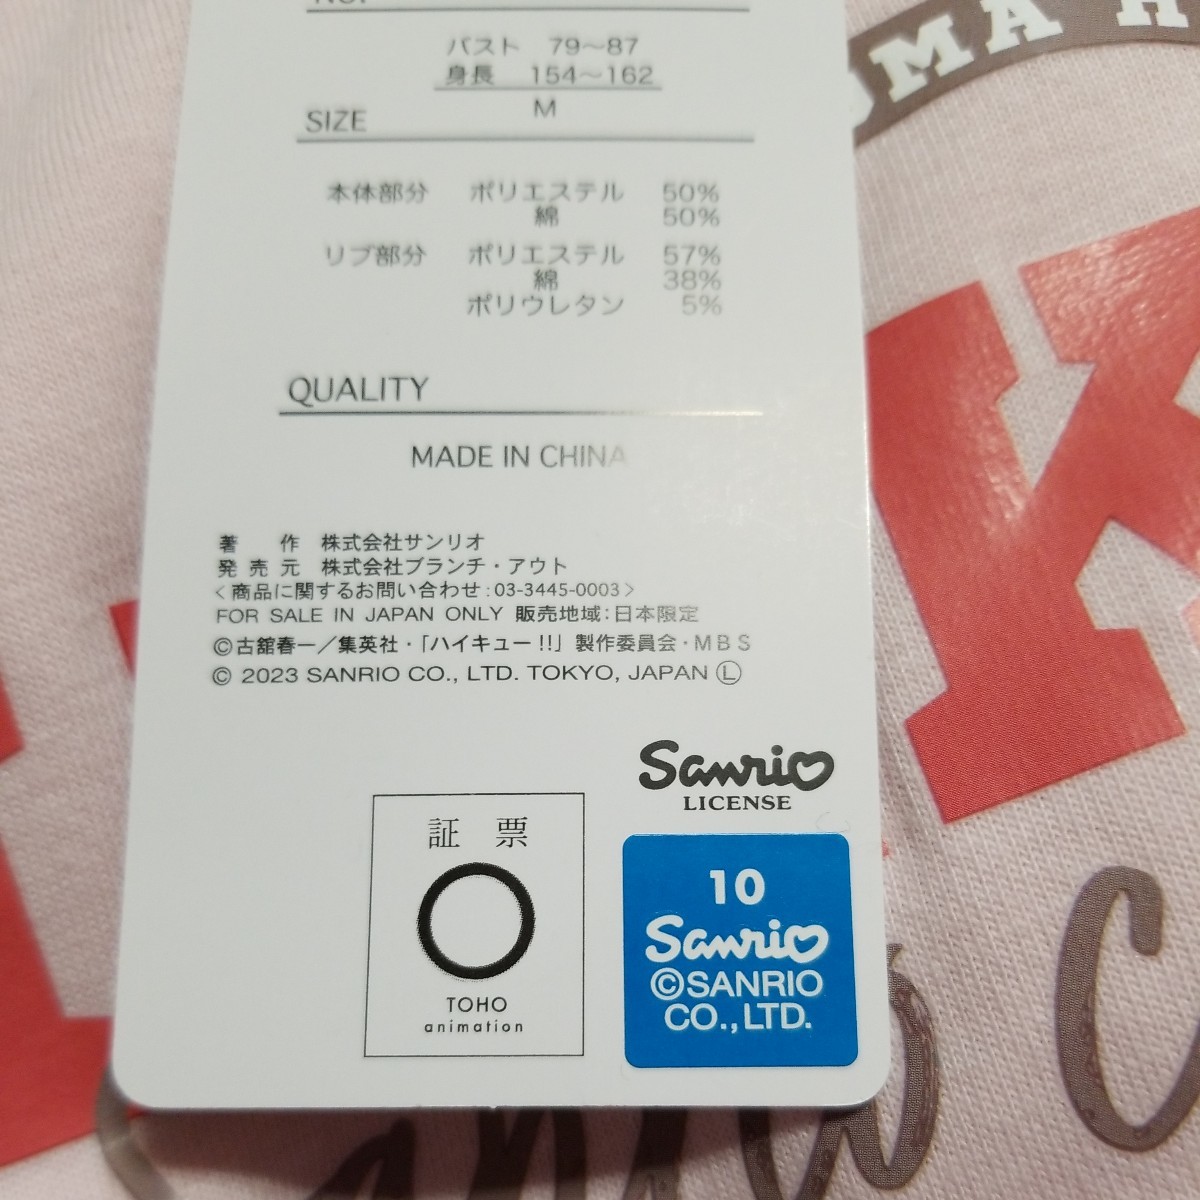 バスト 79～87
身長 154～162
M
SIZE
本体部分 ポリエステル 50%
綿 50%
リブ部分 ポリエステル 57%
綿 38%
ポリウレタン 5%
QUALITY
MADE IN CHINA
著 作 株式会社サンリオ
発売元 株式会社ブランチ・アウト
<商品に関するお問い合わせ:03-3445-0003>
FOR SALE IN JAPAN ONLY 販売地域:日本限定
©古舘春一/集英社・「ハイキュー!!」製作委員会・MBS
© 2023 SANRIO CO., LTD. TOKYO, JAPAN Ⓛ
Sanrio
LICENSE
証 票
TOHO
animation
10
Sanrio
©SANRIO
CO.,LTD.